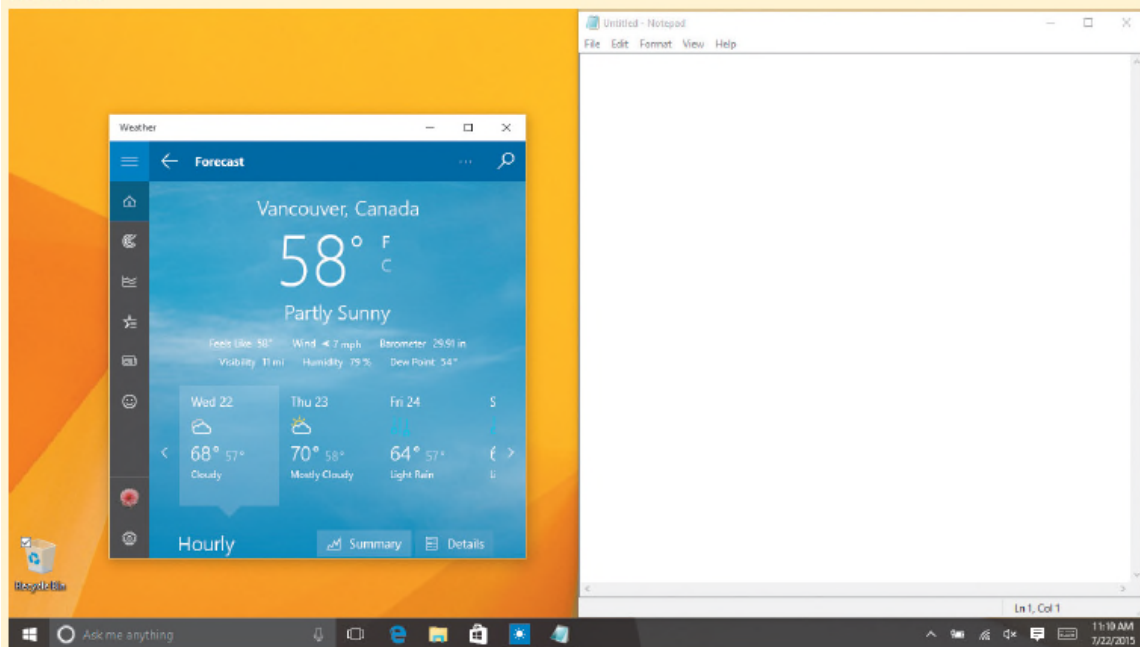 Untitled - Notepad
File Edit Format View Help
Weather
Forecast
Vancouver, Canada
58° F
C
Partly Sunny
Feels Like 58° Wind ◄ 7 mph Barometer 29.91 in
Visibility 11 mi Humidity 79% Dew Point 54°
Wed 22 Thu 23 Fri 24 S
68° 57° 70° 58° 64° 57° 6
Cloudy Mostly Cloudy Light Rain Li
Hourly Summary Details
Recycle Bin
Ln 1, Col 1
Ask me anything
11:10 AM
7/22/2015